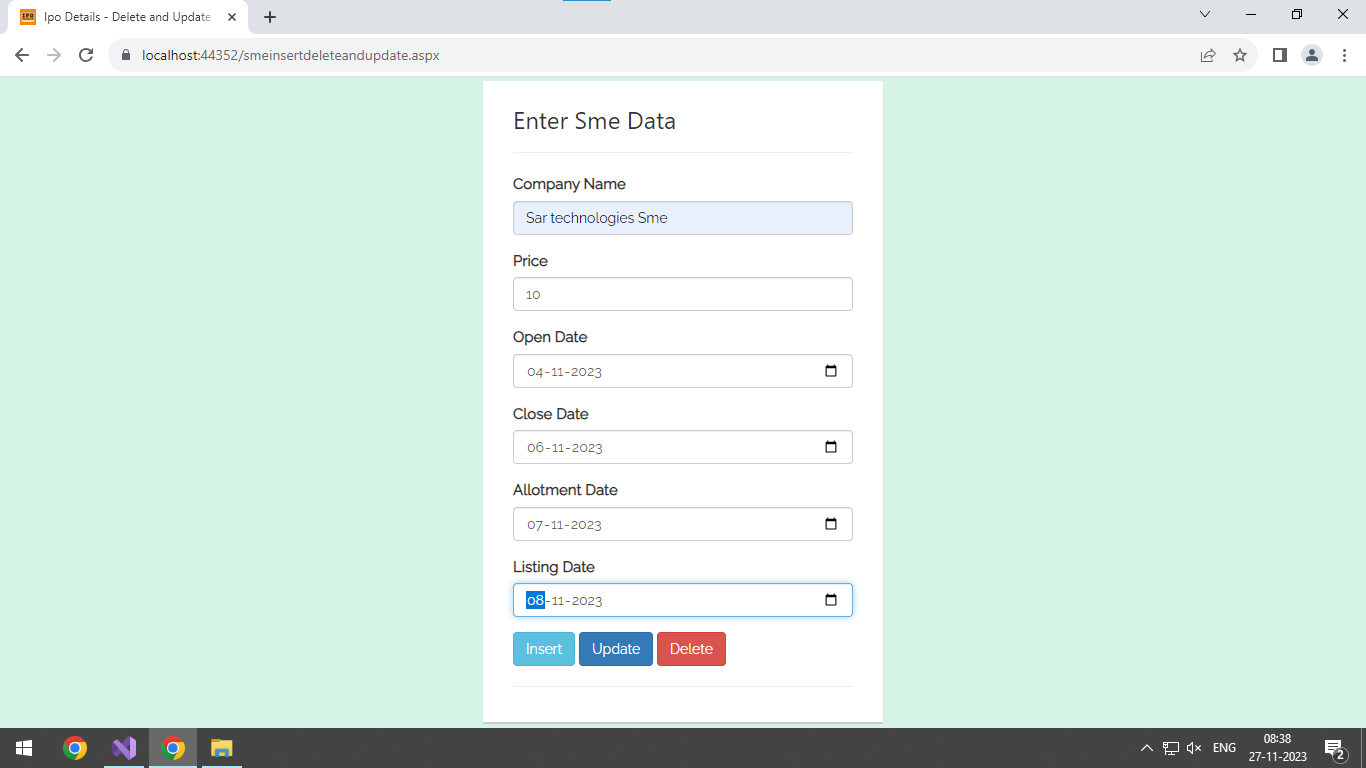 IPO
Ipo Details - Delete and Update
localhost:44352/smeinsertdeleteandupdate.aspx
Enter Sme Data
Company Name
Sar technologies Sme
Price
10
Open Date
04-11-2023
Close Date
06-11-2023
Allotment Date
07-11-2023
Listing Date
08-11-2023
Insert Update Delete
ENG
08:38
27-11-2023
2